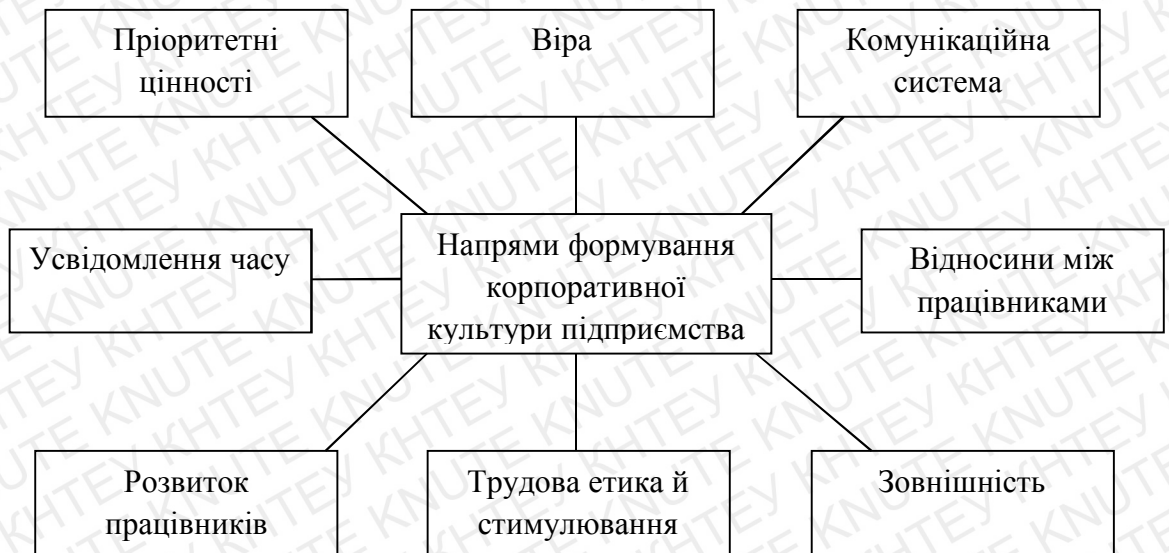 Пріоритетні
цінності
Віра
Комунікаційна
система
Усвідомлення часу
Напрями формування
корпоративної
культури підприємства
Відносини між
працівниками
Розвиток
працівників
Трудова етика й
стимулювання
Зовнішність